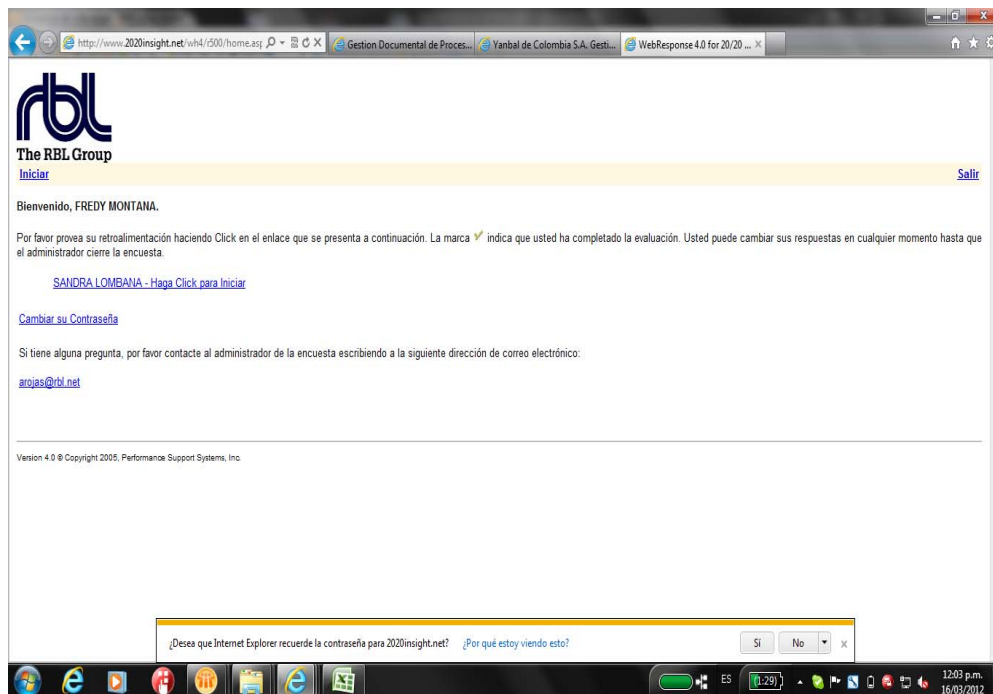 http://www.2020insight.net/wh4/r500/home.asp
Gestion Documental de Proces...
Yanbal de Colombia S.A. Gesti...
WebResponse 4.0 for 20/20 ...
rbl
The RBL Group
Iniciar
Salir
Bienvenido, FREDY MONTANA.
Por favor provea su retroalimentación haciendo Click en el enlace que se presenta a continuación. La marca indica que usted ha completado la evaluación. Usted puede cambiar sus respuestas en cualquier momento hasta que
el administrador cierre la encuesta.
SANDRA LOMBANA - Haga Click para Iniciar
Cambiar su Contraseña
Si tiene alguna pregunta, por favor contacte al administrador de la encuesta escribiendo a la siguiente dirección de correo electrónico:
arojas@rbl.net
Version 4.0 © Copyright 2005, Performance Support Systems, Inc.
¿Desea que Internet Explorer recuerde la contraseña para 2020insight.net? ¿Por qué estoy viendo esto?
Sí
No
ES
(1:29)
12:03 p.m.
16/03/2012